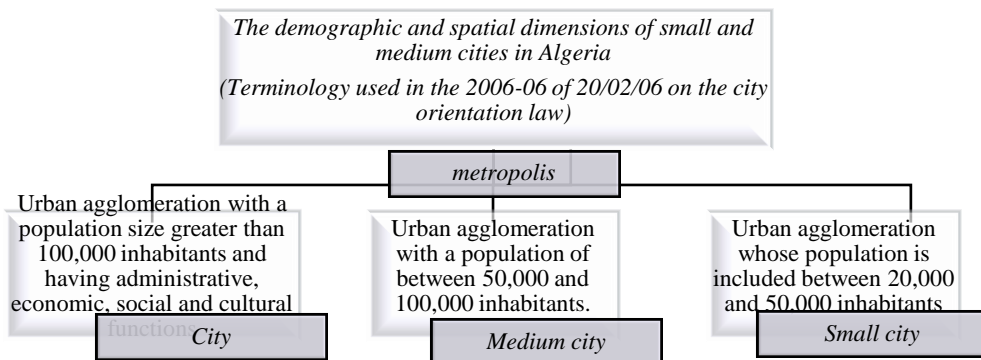 The demographic and spatial dimensions of small and
medium cities in Algeria
(Terminology used in the 2006-06 of 20/02/06 on the city
orientation law)
metropolis
Urban agglomeration with a
population size greater than
100,000 inhabitants and
having administrative,
economic, social and cultural
functions
City
Urban agglomeration
with a population of
between 50,000 and
100,000 inhabitants.
Medium city
Urban agglomeration
whose population is
included between 20,000
and 50,000 inhabitants
Small city